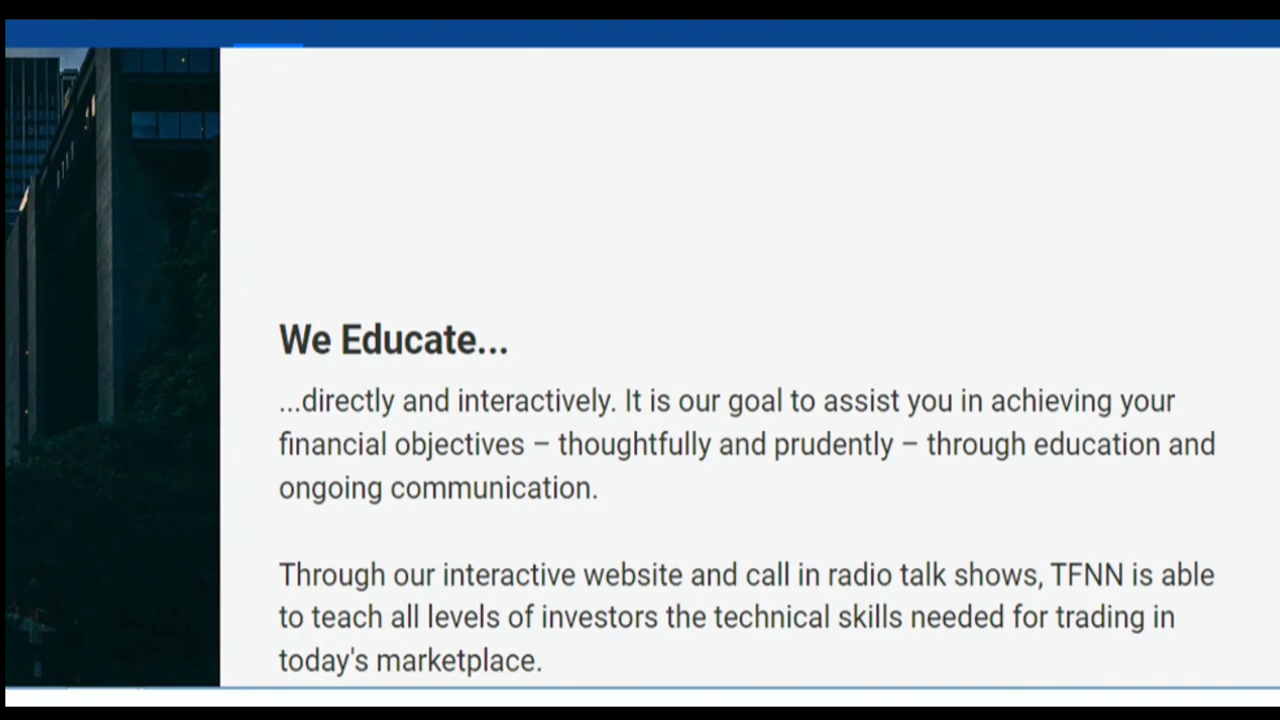 We Educate...
...directly and interactively. It is our goal to assist you in achieving your
financial objectives – thoughtfully and prudently – through education and
ongoing communication.
Through our interactive website and call in radio talk shows, TFNN is able
to teach all levels of investors the technical skills needed for trading in
today's marketplace.